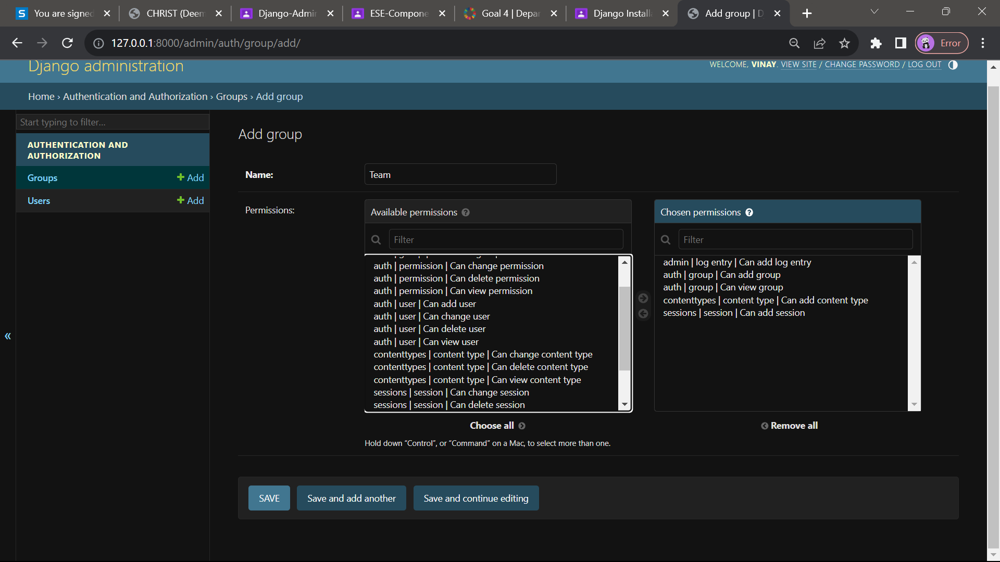 You are signed
CHRIST (Deem
Django-Admin
ESE-Compone
Goal 4 | Depar
Django Install
Add group | D
127.0.0.1:8000/admin/auth/group/add/
Error
Django administration
WELCOME, VINAY. VIEW SITE / CHANGE PASSWORD / LOG OUT
Home › Authentication and Authorization › Groups › Add group
Start typing to filter...
AUTHENTICATION AND
AUTHORIZATION
Groups
+ Add
Users
+ Add
«
Add group
Name:
Team
Permissions:
Available permissions ?
Filter
auth | permission | Can change permission
auth | permission | Can delete permission
auth | permission | Can view permission
auth | user | Can add user
auth | user | Can change user
auth | user | Can delete user
auth | user | Can view user
contenttypes | content type | Can change content type
contenttypes | content type | Can delete content type
contenttypes | content type | Can view content type
sessions | session | Can change session
sessions | session | Can delete session
Choose all
Hold down “Control”, or “Command” on a Mac, to select more than one.
Chosen permissions ?
Filter
admin | log entry | Can add log entry
auth | group | Can add group
auth | group | Can view group
contenttypes | content type | Can add content type
sessions | session | Can add session
Remove all
SAVE
Save and add another
Save and continue editing